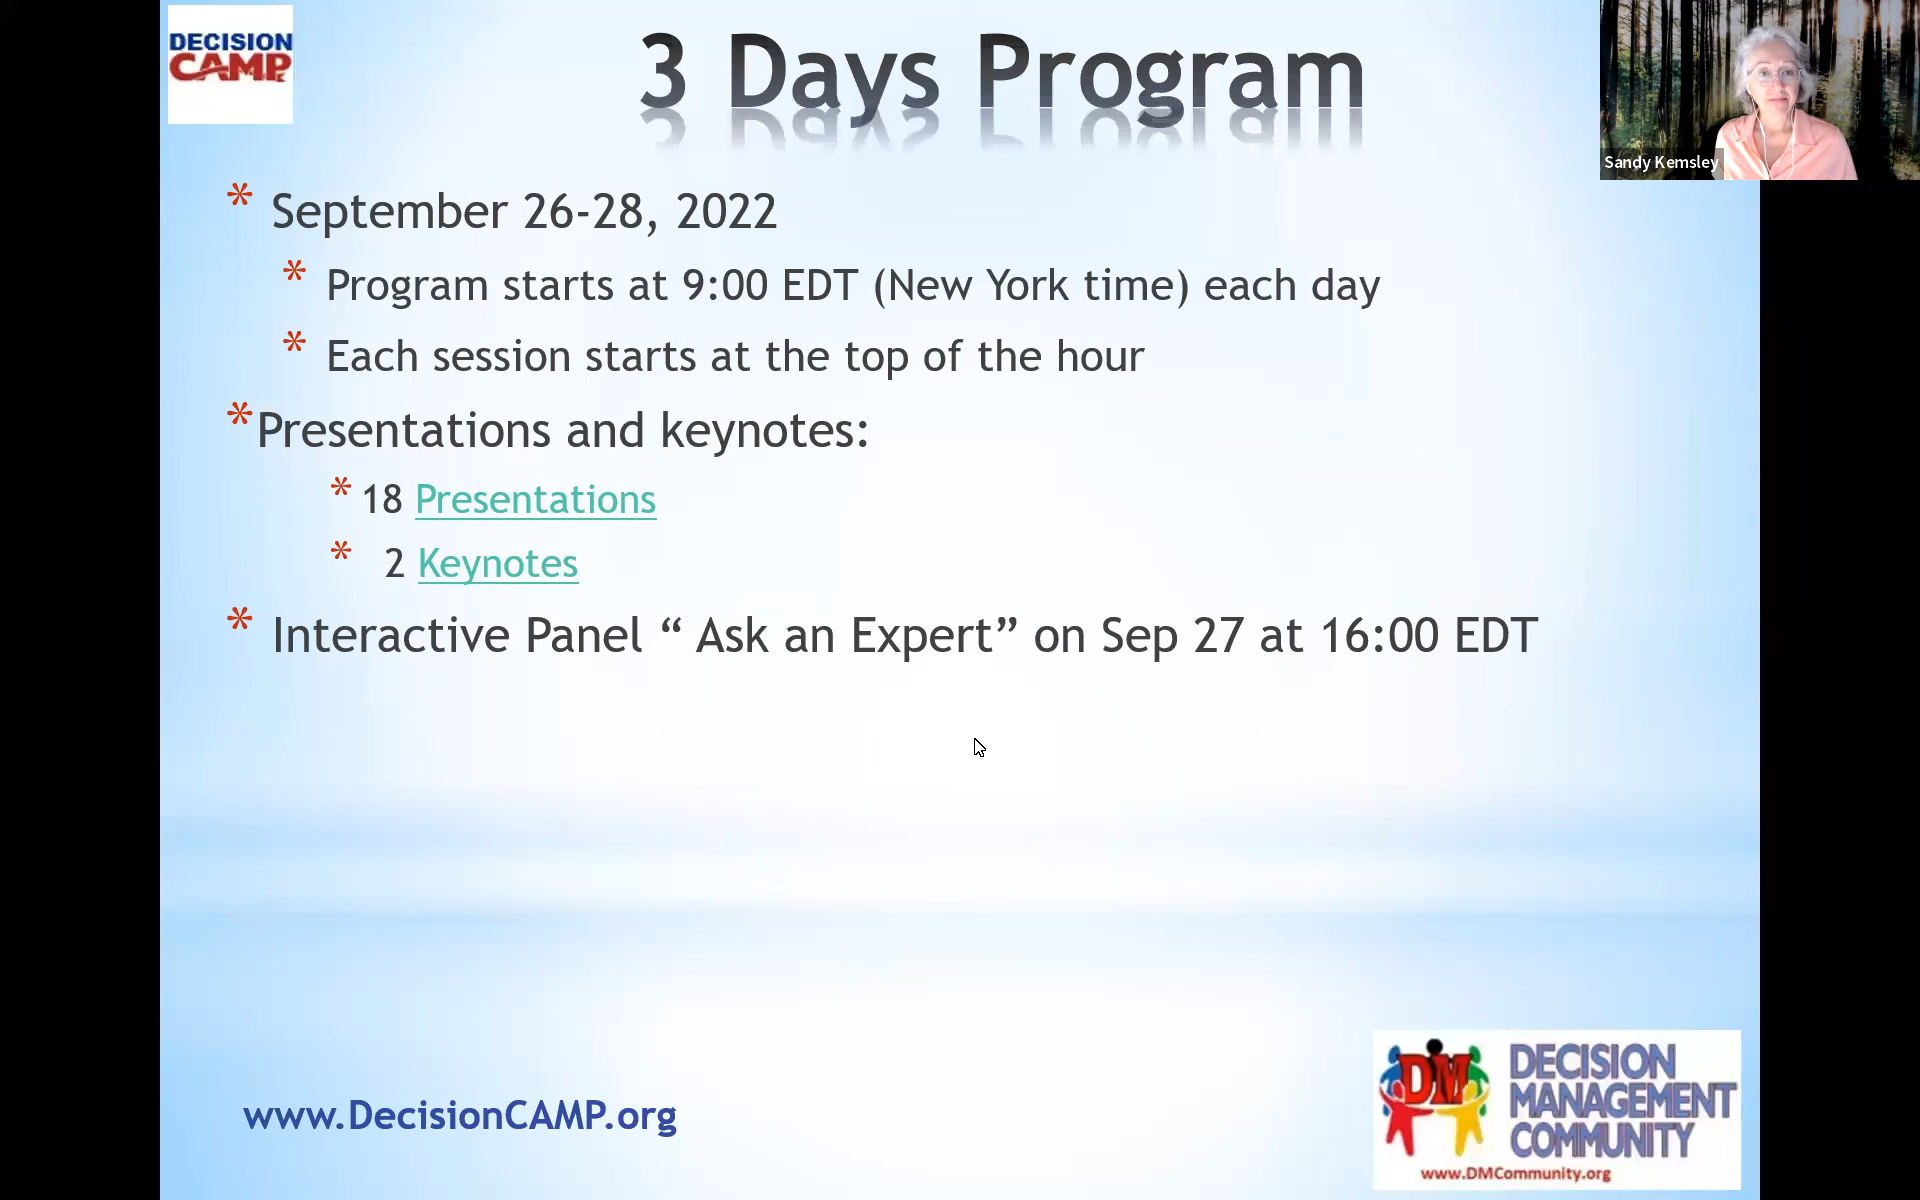 DECISION
CAMP
3 Days Program
Sandy Kemsley
* September 26-28, 2022
* Program starts at 9:00 EDT (New York time) each day
* Each session starts at the top of the hour
* Presentations and keynotes:
* 18 Presentations
* 2 Keynotes
* Interactive Panel “ Ask an Expert” on Sep 27 at 16:00 EDT
www.DecisionCAMP.org
DM
DECISION
MANAGEMENT
COMMUNITY
www.DMCommunity.org